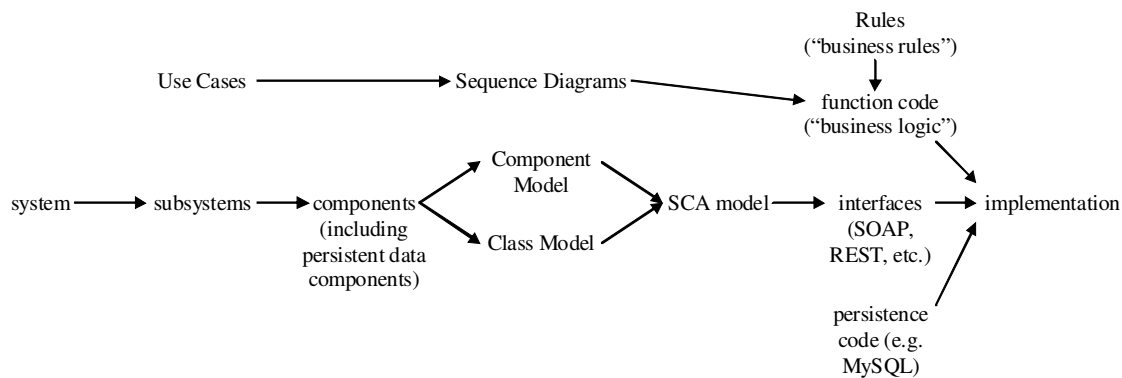 Rules
(“business rules”)
Use Cases
Sequence Diagrams
function code
(“business logic”)
Component
Model
system
subsystems
components
(including
persistent data
components)
Class Model
SCA model
interfaces
(SOAP,
REST, etc.)
implementation
persistence
code (e.g.
MySQL)